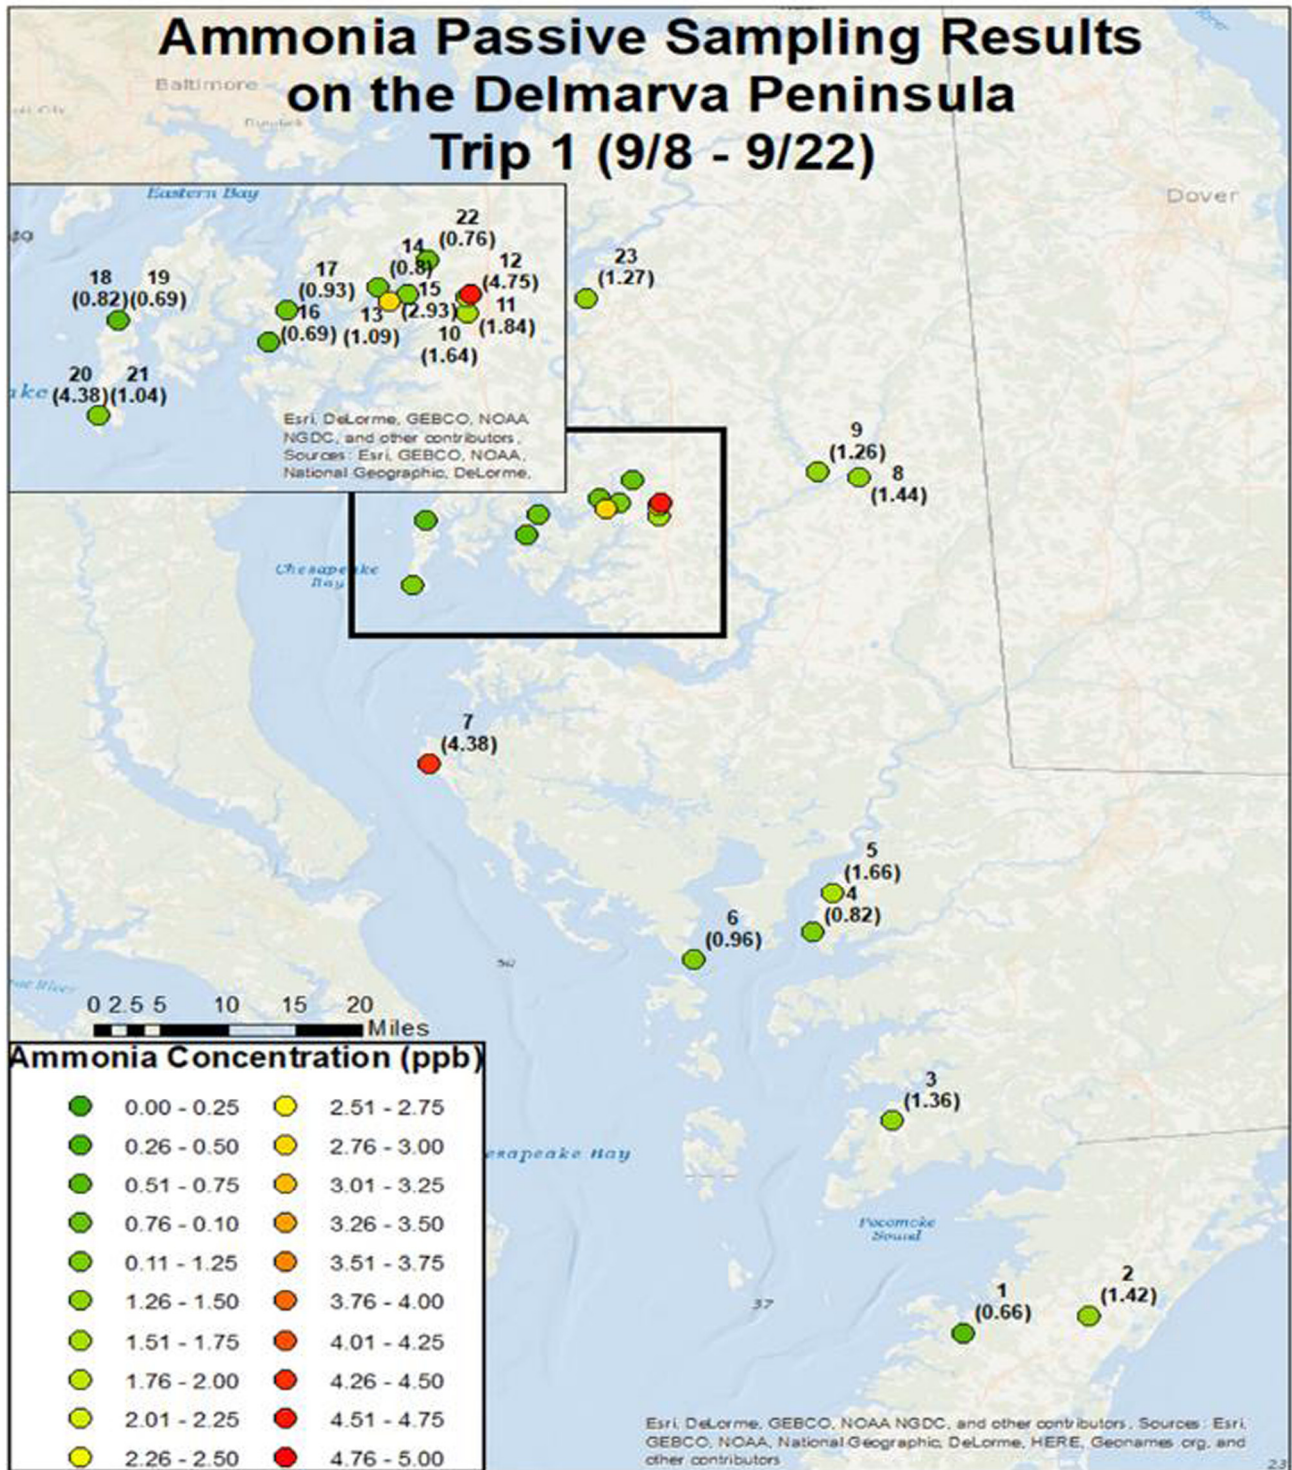 Ammonia Passive Sampling Results
on the Delmarva Peninsula
Trip 1 (9/8 - 9/22)
Baltimore
Dover
Eastern Bay
22
(0.76)
14
(0.8)
12
(4.75)
17
(0.93)
18
(0.82)
19
(0.69)
15
(2.93)
16
(0.69)
13
(1.09)
11
(1.84)
10
(1.64)
20
(4.38)
21
(1.04)
ake
Esri, DeLorme, GEBCO, NOAA
NGDC, and other contributors,
Sources: Esri, GEBCO, NOAA,
National Geographic, DeLorme,
23
(1.27)
9
(1.26)
8
(1.44)
Chesapeake
Bay
7
(4.38)
5
(1.66)
4
(0.82)
6
(0.96)
50
0 2.5 5 10 15 20
Miles
3
(1.36)
esapeake Bay
Pocomoke
Sound
37
2
(1.42)
1
(0.66)
Ammonia Concentration (ppb)
0.00 - 0.25
0.26 - 0.50
0.51 - 0.75
0.76 - 0.10
0.11 - 1.25
1.26 - 1.50
1.51 - 1.75
1.76 - 2.00
2.01 - 2.25
2.26 - 2.50
2.51 - 2.75
2.76 - 3.00
3.01 - 3.25
3.26 - 3.50
3.51 - 3.75
3.76 - 4.00
4.01 - 4.25
4.26 - 4.50
4.51 - 4.75
4.76 - 5.00
Esri, DeLorme, GEBCO, NOAA NGDC, and other contributors, Sources: Esri,
GEBCO, NOAA, National Geographic, DeLorme, HERE, Geonames.org, and
other contributors
23